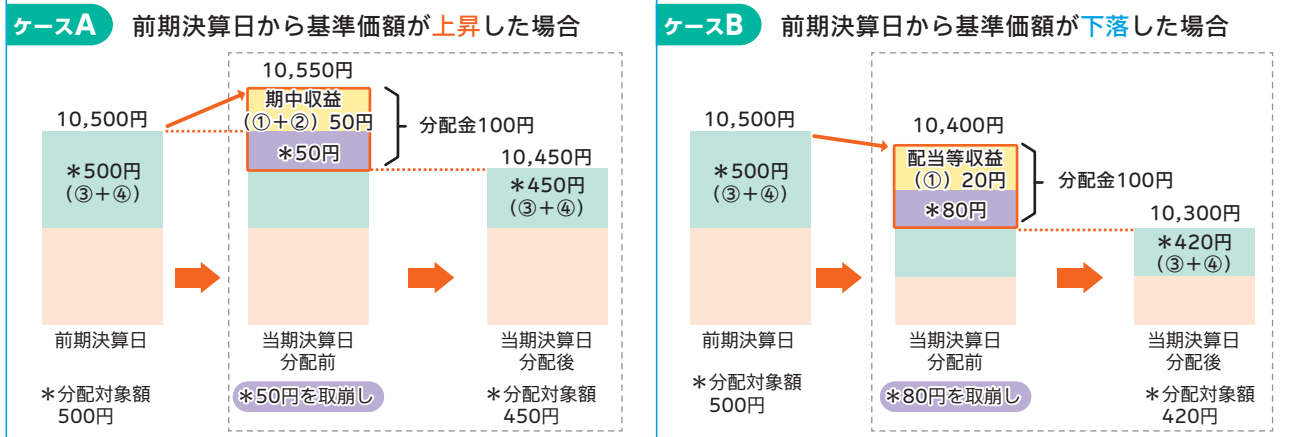 ケースA 前期決算日から基準価額が上昇した場合
10,500円
＊500円
(③+④)
前期決算日
＊分配対象額
500円
10,550円
期中収益
(①+②) 50円
＊50円
分配金100円
当期決算日
分配前
＊50円を取崩し
10,450円
＊450円
(③+④)
当期決算日
分配後
＊分配対象額
450円
ケースB 前期決算日から基準価額が下落した場合
10,500円
＊500円
(③+④)
前期決算日
＊分配対象額
500円
10,400円
配当等収益
(①) 20円
＊80円
分配金100円
当期決算日
分配前
＊80円を取崩し
10,300円
＊420円
(③+④)
当期決算日
分配後
＊分配対象額
420円